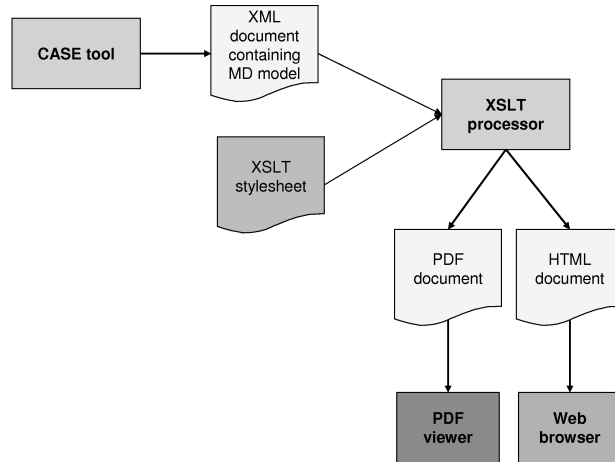 XML
document
containing
MD model
CASE tool
XSLT
processor
XSLT
stylesheet
PDF
document
HTML
document
PDF
viewer
Web
browser